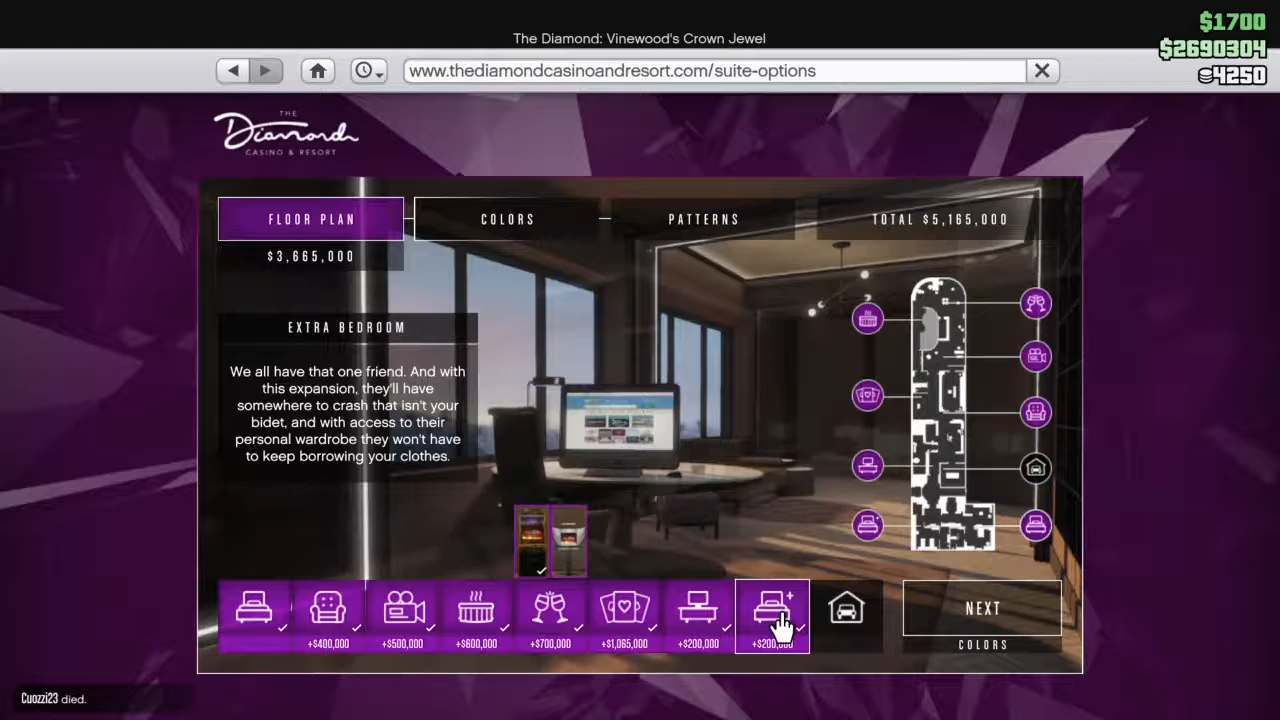 $1700
The Diamond: Vinewood's Crown Jewel
$2690304
www.thediamondcasinoandresort.com/suite-options
4250
THE
Diamond
CASINO & RESORT
FLOOR PLAN
COLORS
PATTERNS
TOTAL $5,165,000
$3,665,000
EXTRA BEDROOM
We all have that one friend. And with
this expansion, they'll have
somewhere to crash that isn't your
bidet, and with access to their
personal wardrobe they won't have
to keep borrowing your clothes.
+$400,000
+$500,000
+$600,000
+$700,000
+$1,065,000
+$200,000
+$200,000
NEXT
COLORS
Cuozzi23 died.